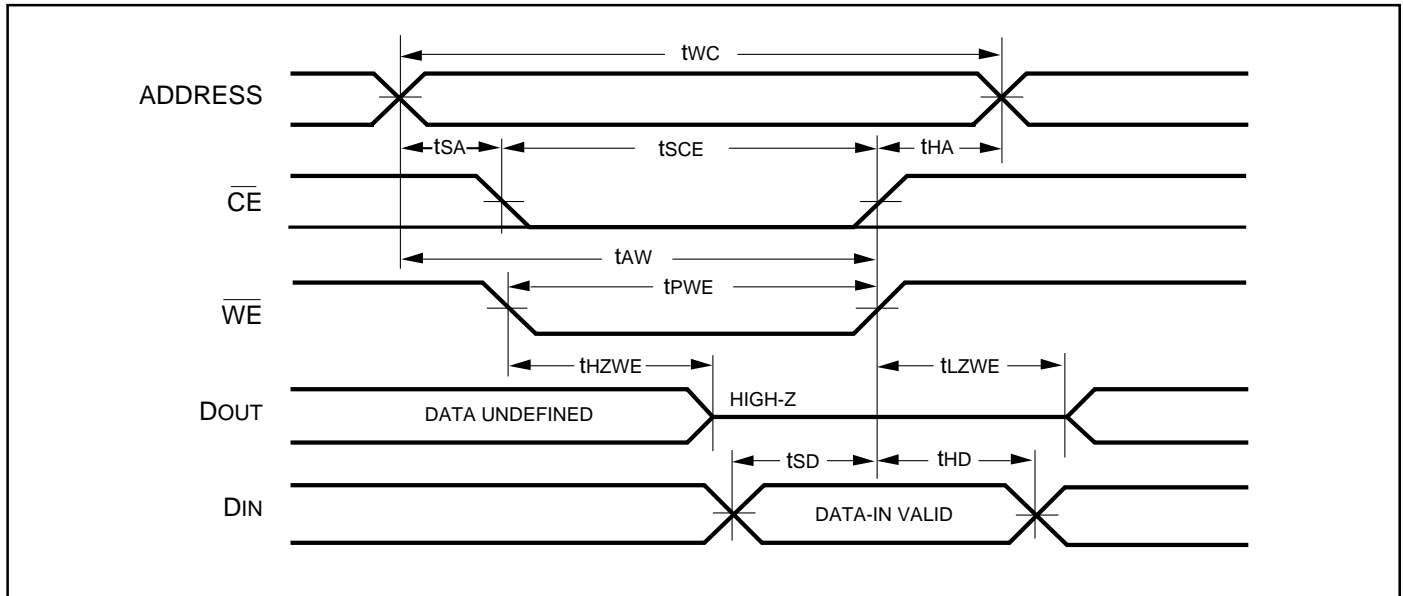 tWC
ADDRESS
tSA
tSCE
tHA
CE
tAW
tPWE
WE
tHZWE
tLZWE
DOUT
DATA UNDEFINED
HIGH-Z
tSD
tHD
DIN
DATA-IN VALID